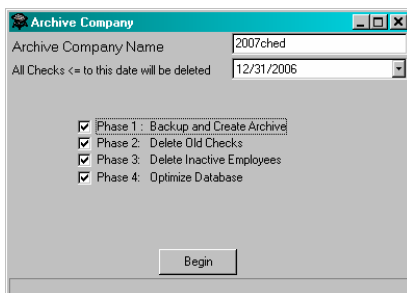 Archive Company
Archive Company Name 2007ched
All Checks <= to this date will be deleted 12/31/2006
Phase 1 : Backup and Create Archive
Phase 2: Delete Old Checks
Phase 3: Delete Inactive Employees
Phase 4: Optimize Database
Begin